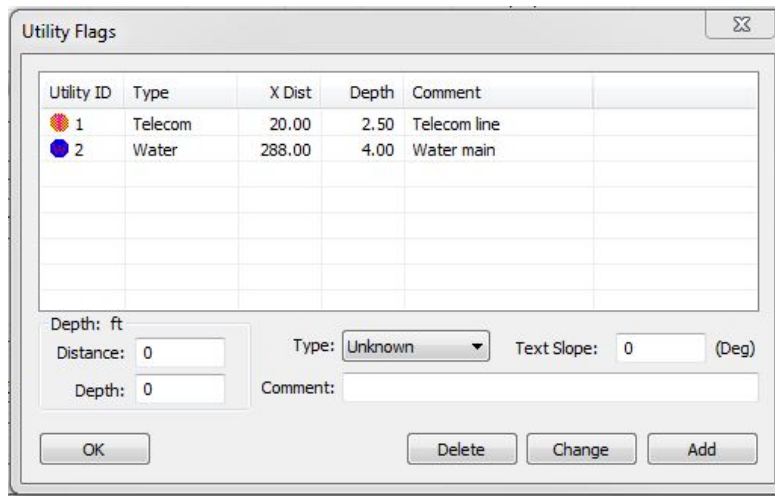 Utility Flags
Utility ID Type X Dist Depth Comment
1 Telecom 20.00 2.50 Telecom line
2 Water 288.00 4.00 Water main
Depth: ft
Distance: 0 Type: Unknown Text Slope: 0 (Deg)
Depth: 0 Comment:
OK Delete Change Add